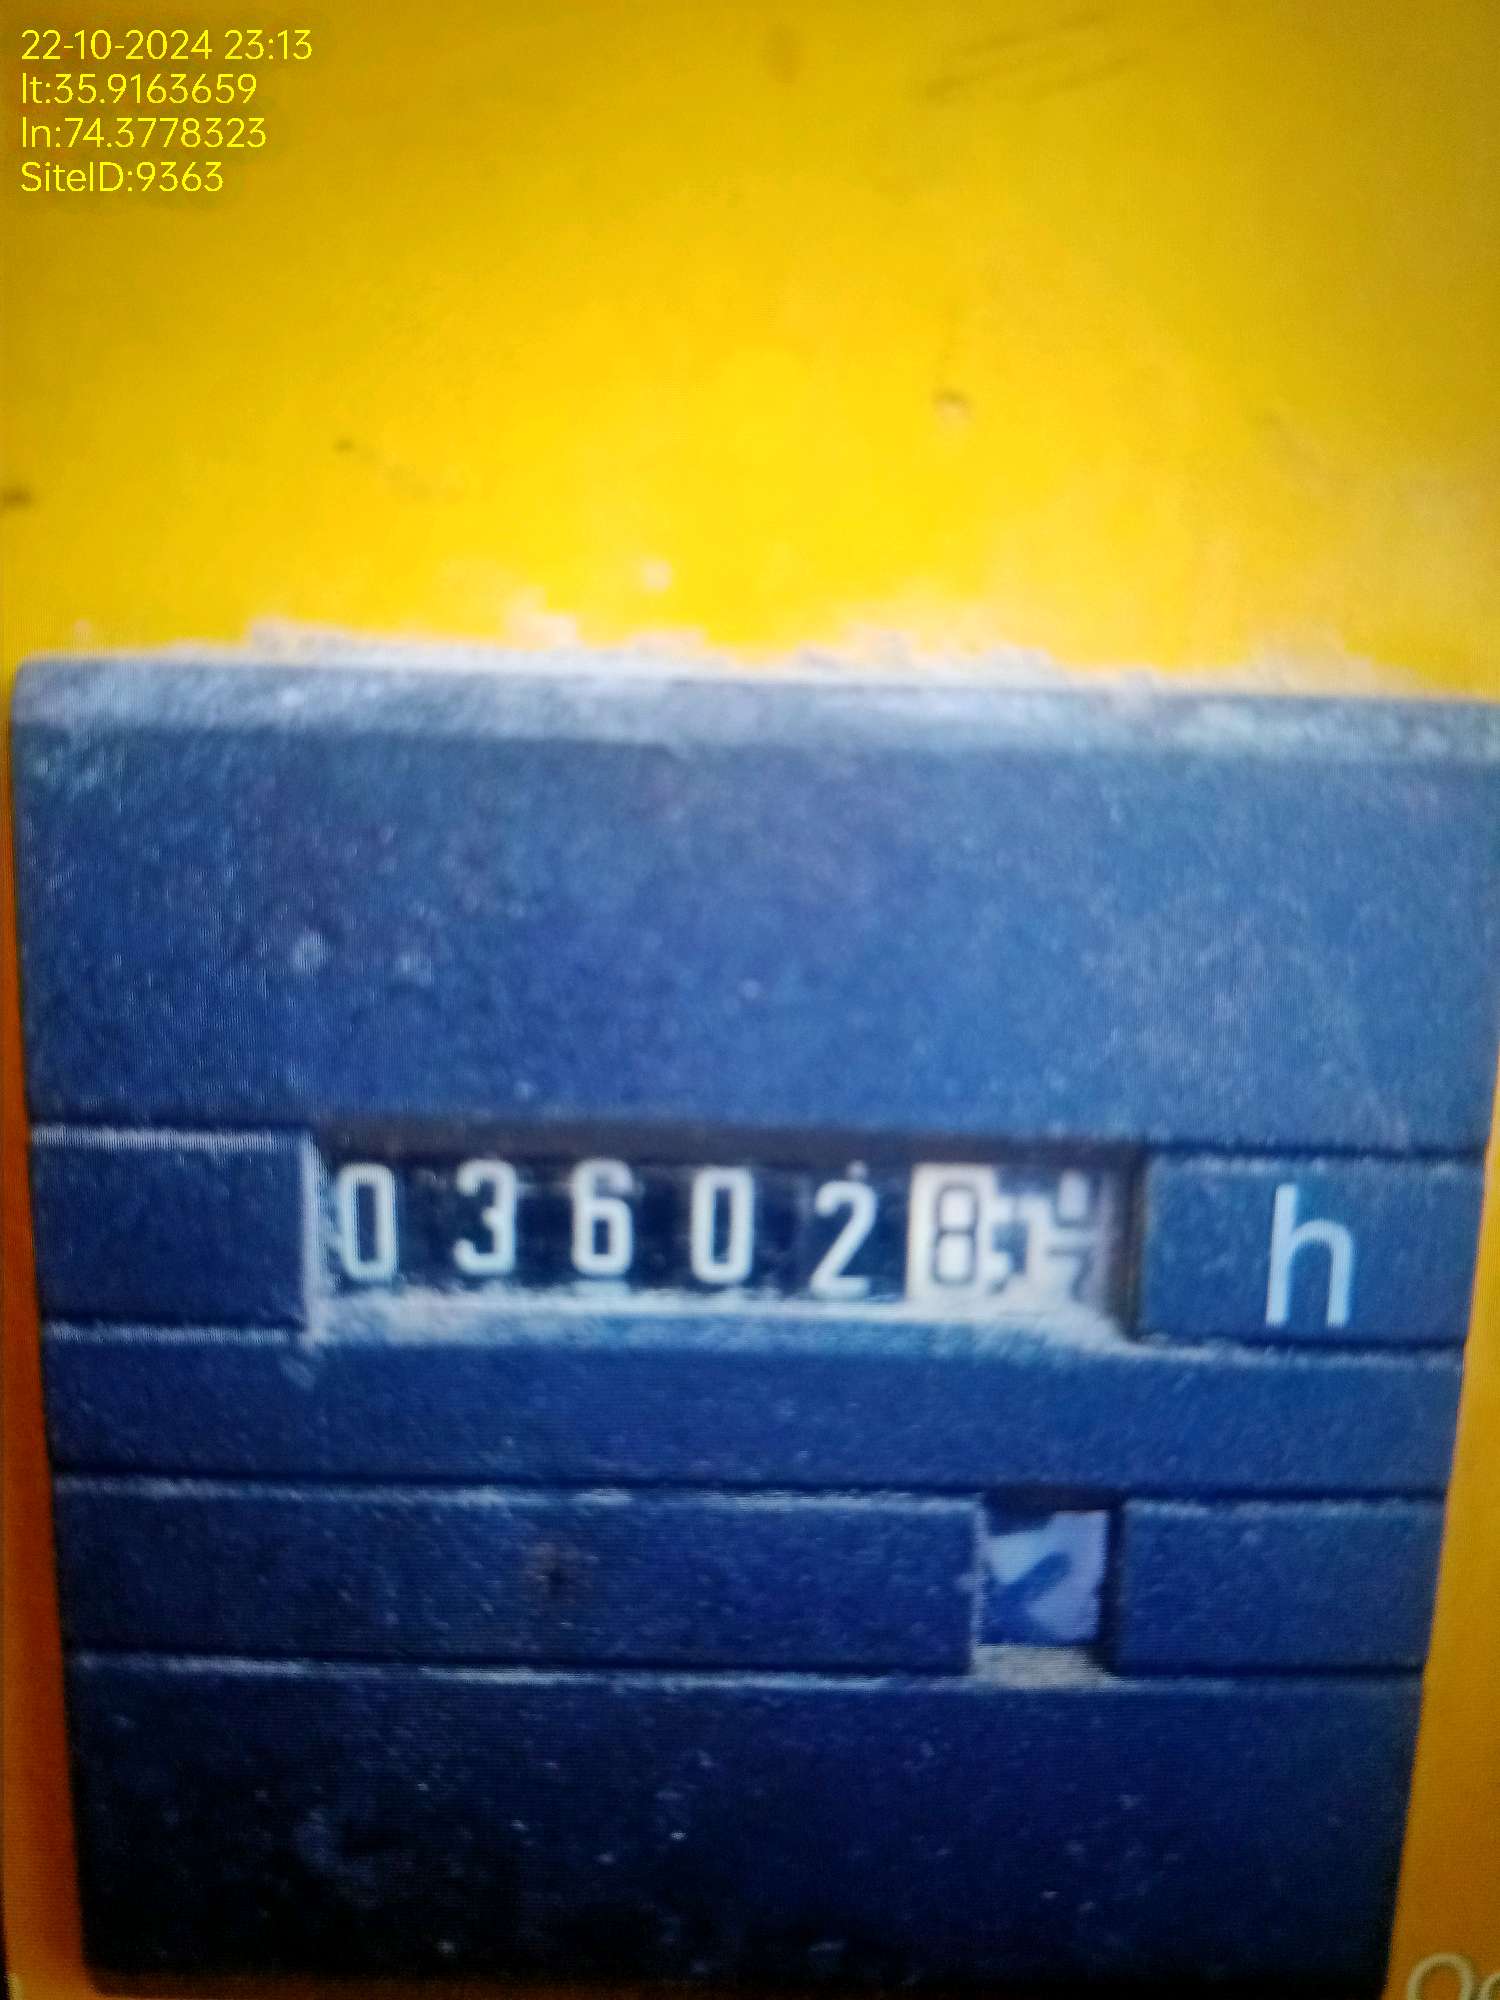 22-10-2024 23:13
lt:35.9163659
ln:74.3778323
SiteID:9363
036028 h